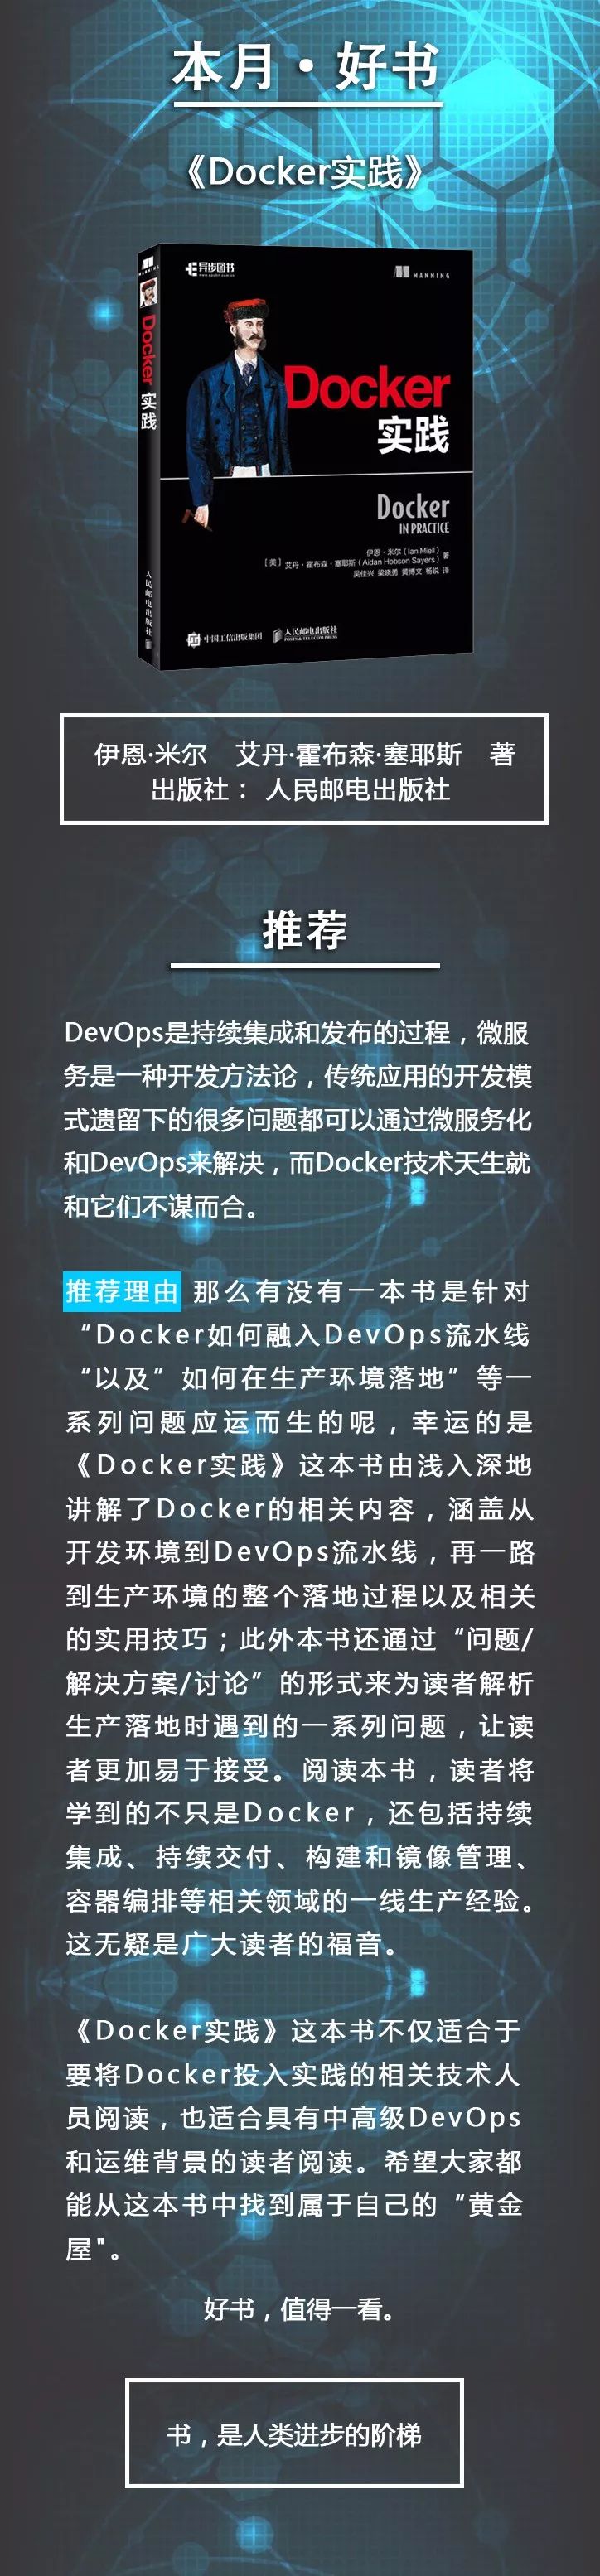 本月·好书
《Docker实践》
异步图书
www.epubit.com.cn
MANNING
MANNING
Docker
实践
Docker 实践
Docker
IN PRACTICE
伊恩·米尔（Ian Miell）
[美] 艾丹·霍布森·塞耶斯（Aidan Hobson Sayers） 著
吴佳兴 梁晓勇 黄博文 杨锐 译
人民邮电出版社
中国工信出版集团
人民邮电出版社
POSTS & TELECOM PRESS
伊恩·米尔 艾丹·霍布森·塞耶斯 著
出版社： 人民邮电出版社
推荐
DevOps是持续集成和发布的过程，微服
务是一种开发方法论，传统应用的开发模
式遗留下的很多问题都可以通过微服务化
和DevOps来解决，而Docker技术天生就
和它们不谋而合。
推荐理由 那么有没有一本书是针对
“Docker如何融入DevOps流水线
“以及”如何在生产环境落地”等一
系列问题应运而生的呢，幸运的是
《Docker实践》这本书由浅入深地
讲解了Docker的相关内容，涵盖从
开发环境到DevOps流水线，再一路
到生产环境的整个落地过程以及相关
的实用技巧；此外本书还通过“问题/
解决方案/讨论”的形式来为读者解析
生产落地时遇到的一系列问题，让读
者更加易于接受。阅读本书，读者将
学到的不只是Docker，还包括持续
集成、持续交付、构建和镜像管理、
容器编排等相关领域的一线生产经验。
这无疑是广大读者的福音。
《Docker实践》这本书不仅适合于
要将Docker投入实践的相关技术人
员阅读，也适合具有中高级DevOps
和运维背景的读者阅读。希望大家都
能从这本书中找到属于自己的“黄金
屋"。
好书，值得一看。
书，是人类进步的阶梯